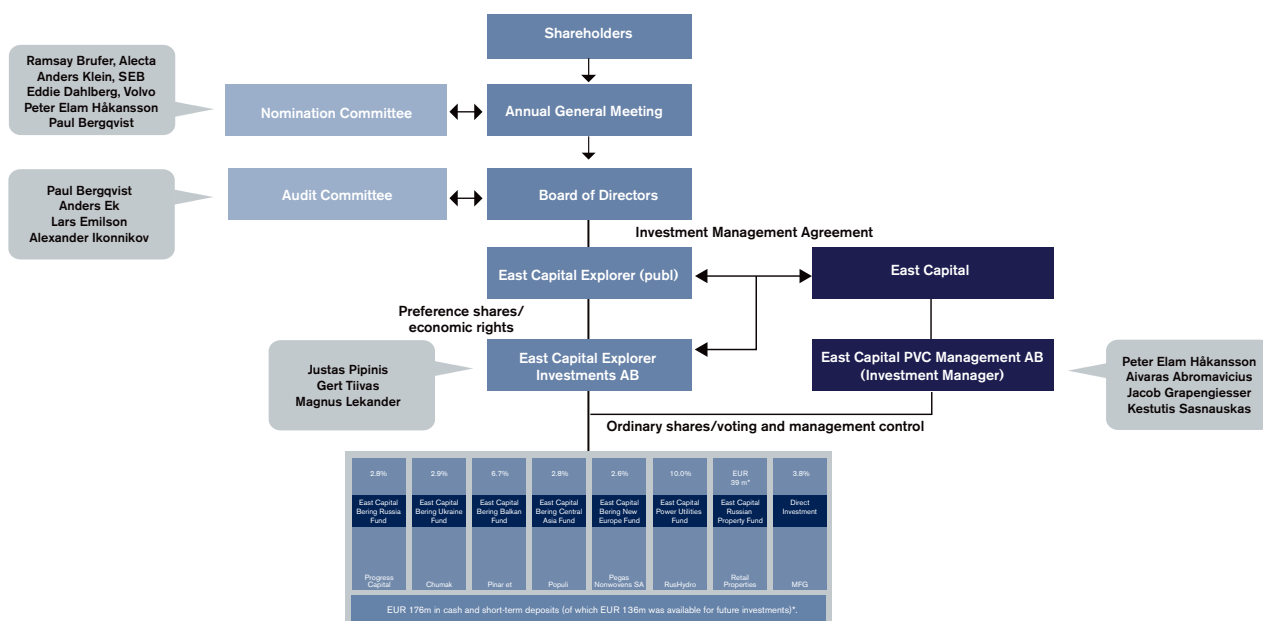 Shareholders
Ramsay Brufer, Alecta
Anders Klein, SEB
Eddie Dahlberg, Volvo
Peter Elam Håkansson
Paul Bergqvist
Nomination Committee
Annual General Meeting
Paul Bergqvist
Anders Ek
Lars Emilson
Alexander Ikonnikov
Audit Committee
Board of Directors
Investment Management Agreement
East Capital Explorer (publ)
East Capital
Preference shares/
economic rights
Justas Pipinis
Gert Tiivas
Magnus Lekander
East Capital Explorer
Investments AB
East Capital PVC Management AB
(Investment Manager)
Peter Elam Håkansson
Aivaras Abromavicius
Jacob Grapengiesser
Kestutis Sasnauskas
Ordinary shares/voting and management control
2.8%
East Capital
Bering Russia
Fund
Progress
Capital
2.9%
East Capital
Bering Ukraine
Fund
Chumak
6.7%
East Capital
Bering Balkan
Fund
Pinar et
2.8%
East Capital
Bering Central
Asia Fund
Populi
2.6%
East Capital
Bering New
Europe Fund
Pegas
Nonwovens SA
10.0%
East Capital
Power Utilities
Fund
RusHydro
EUR
39 m*
East Capital
Russian
Property Fund
Retail
Properties
3.8%
Direct
Investment
MFG
EUR 176m in cash and short-term deposits (of which EUR 136m was available for future investments)*.